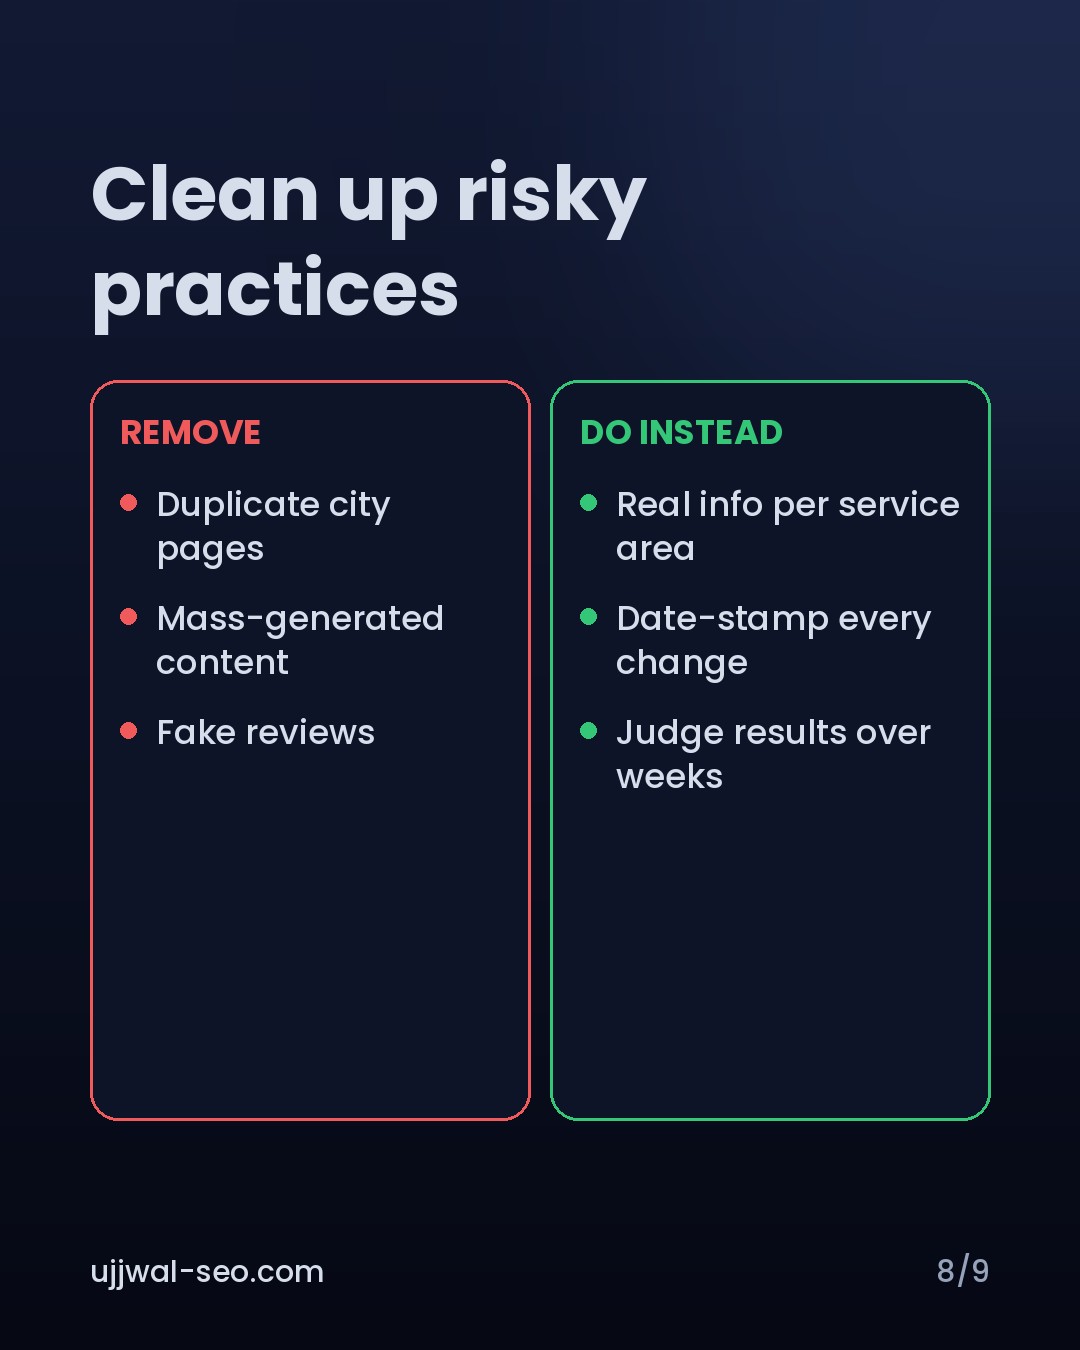 Clean up risky
practices
REMOVE
Duplicate city
pages
Mass-generated
content
Fake reviews
DO INSTEAD
Real info per service
area
Date-stamp every
change
Judge results over
weeks
ujjwal-seo.com
8/9